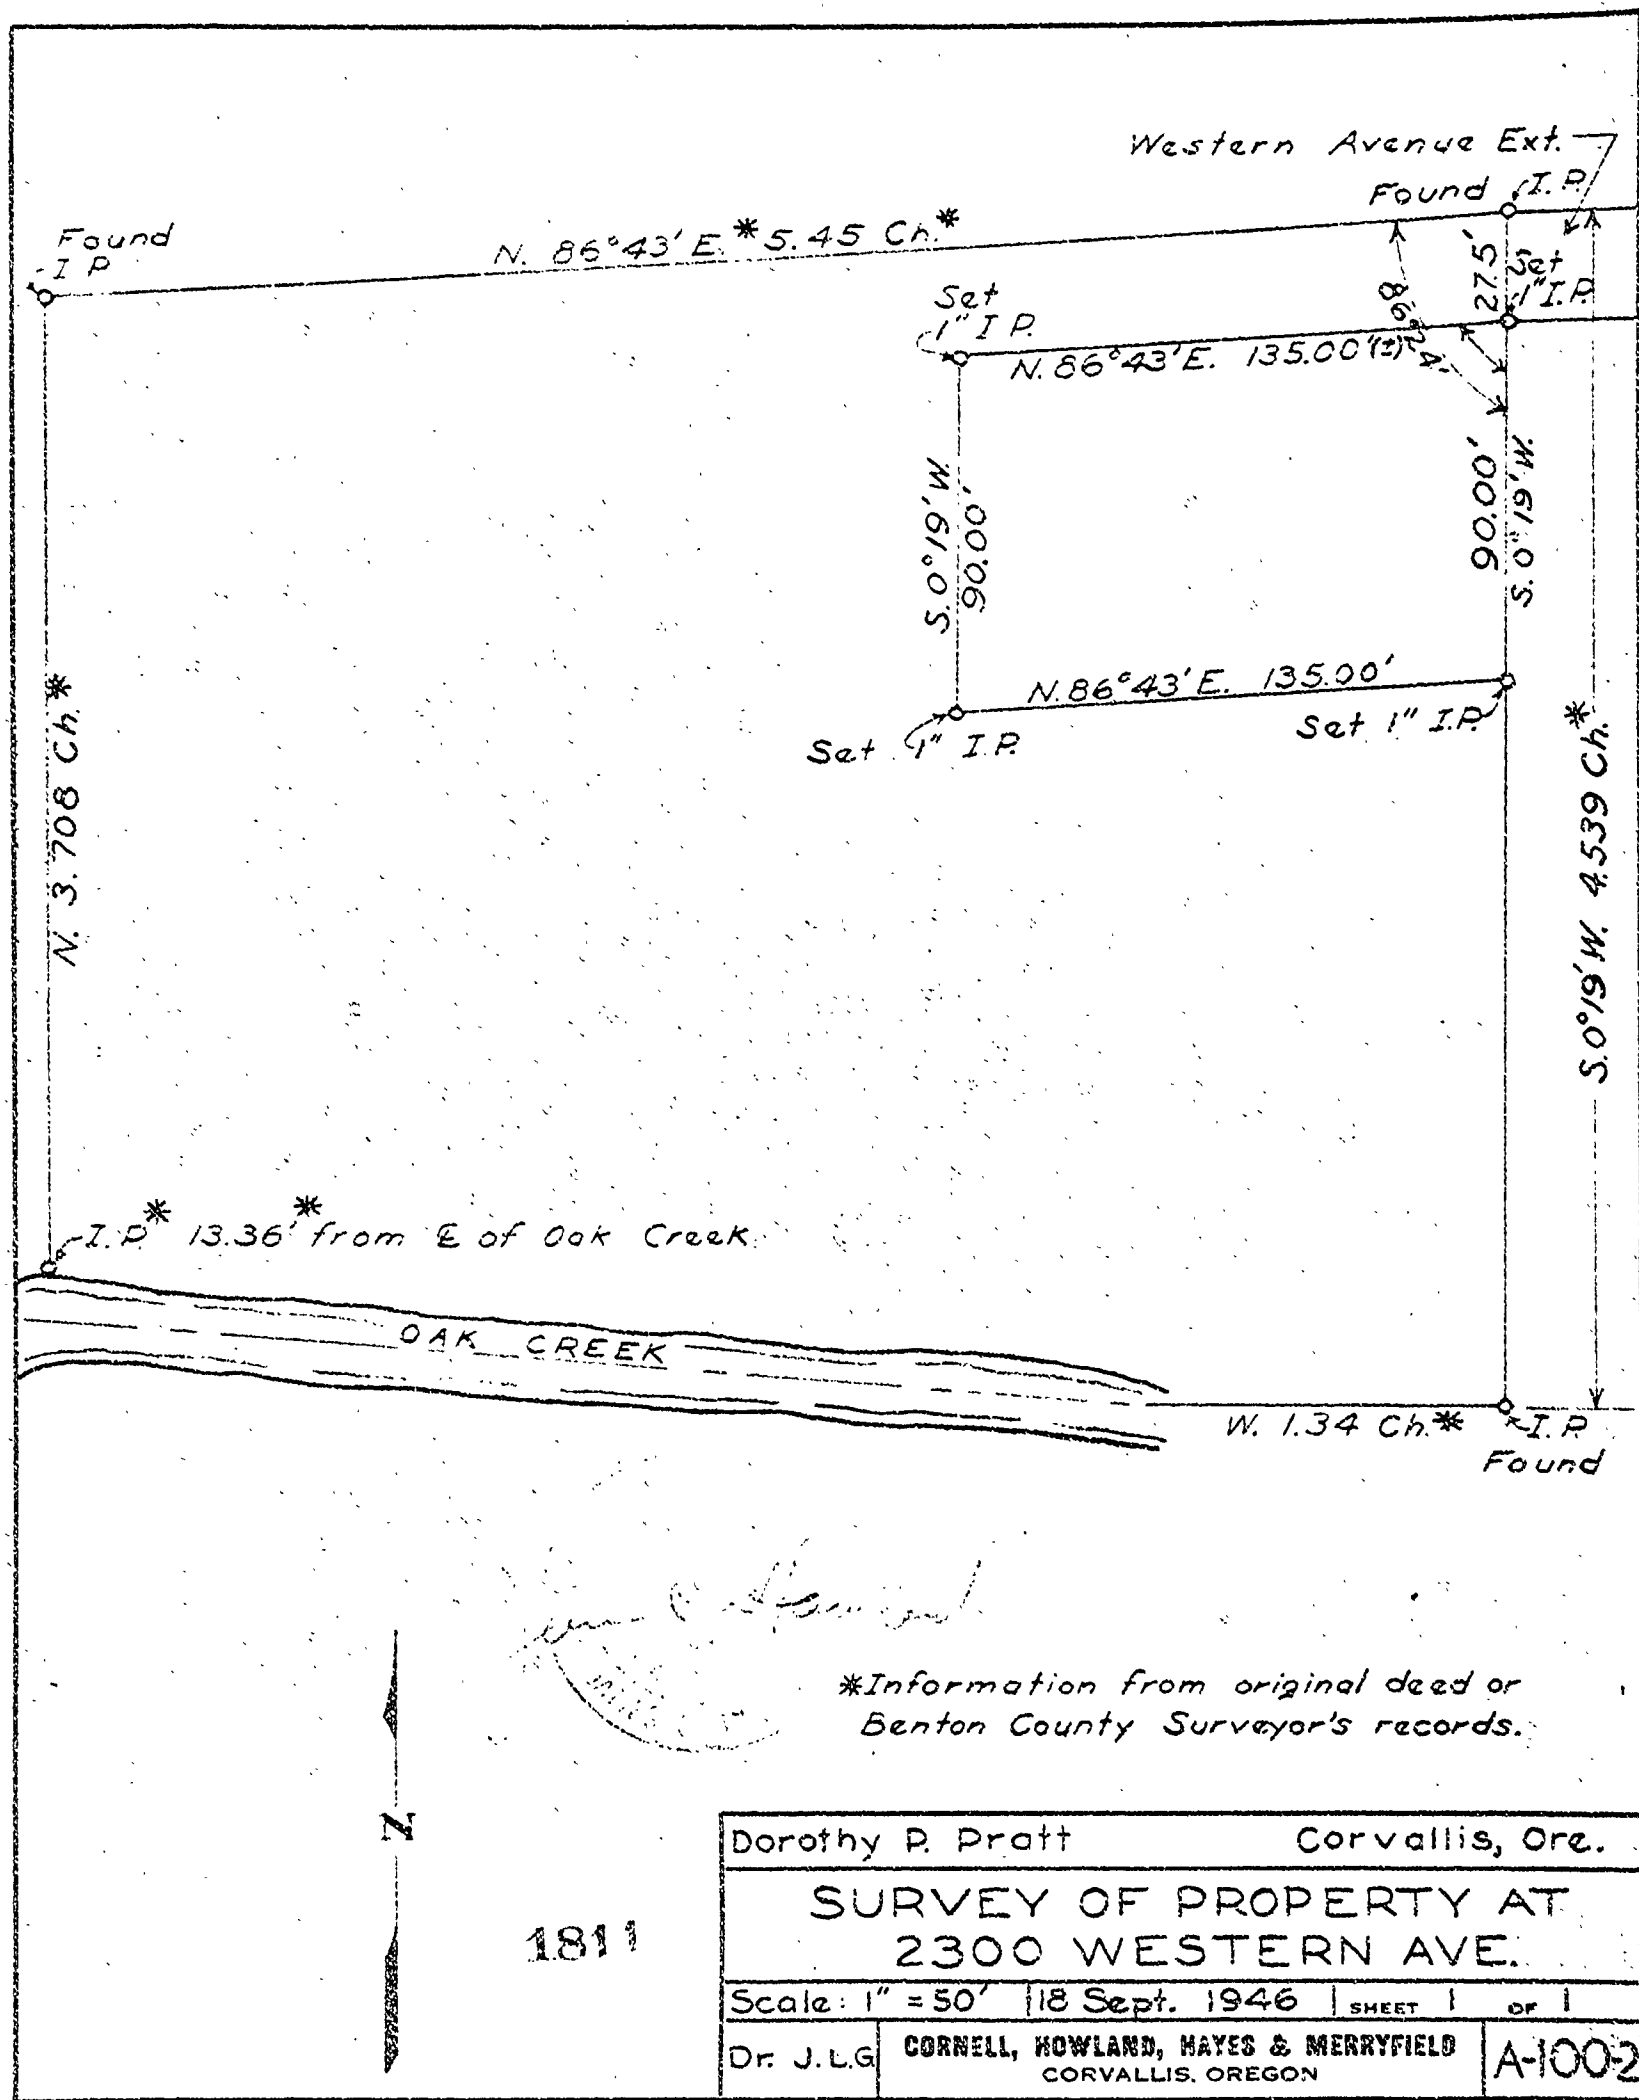 Western Avenue Ext.
Found I.P.
Found
I P
N. 86°43' E.* 5.45 Ch.*
27.5'
Set
1" I.P.
Set
1" I P.
86°24'
N. 86°43' E. 135.00'(±)
S. 0°19' W.
90.00'
90.00'
S. 0°19' W.
N. 86°43' E. 135.00'
Set 1" I.P.
Set 1" I.P.
N. 3.708 Ch.*
S. 0°19' W. 4.539 Ch.*
I.P.* 13.36'* from ℄ of Oak Creek
OAK CREEK
W. 1.34 Ch.*
I.P.
Found
*Information from original deed or
Benton County Surveyor's records.
N
1811
Dorothy P. Pratt Corvallis, Ore.
SURVEY OF PROPERTY AT
2300 WESTERN AVE.
Scale: 1" = 50' 18 Sept. 1946 SHEET 1 OF 1
Dr. J.L.G CORNELL, HOWLAND, HAYES & MERRYFIELD
CORVALLIS, OREGON
A-100-2